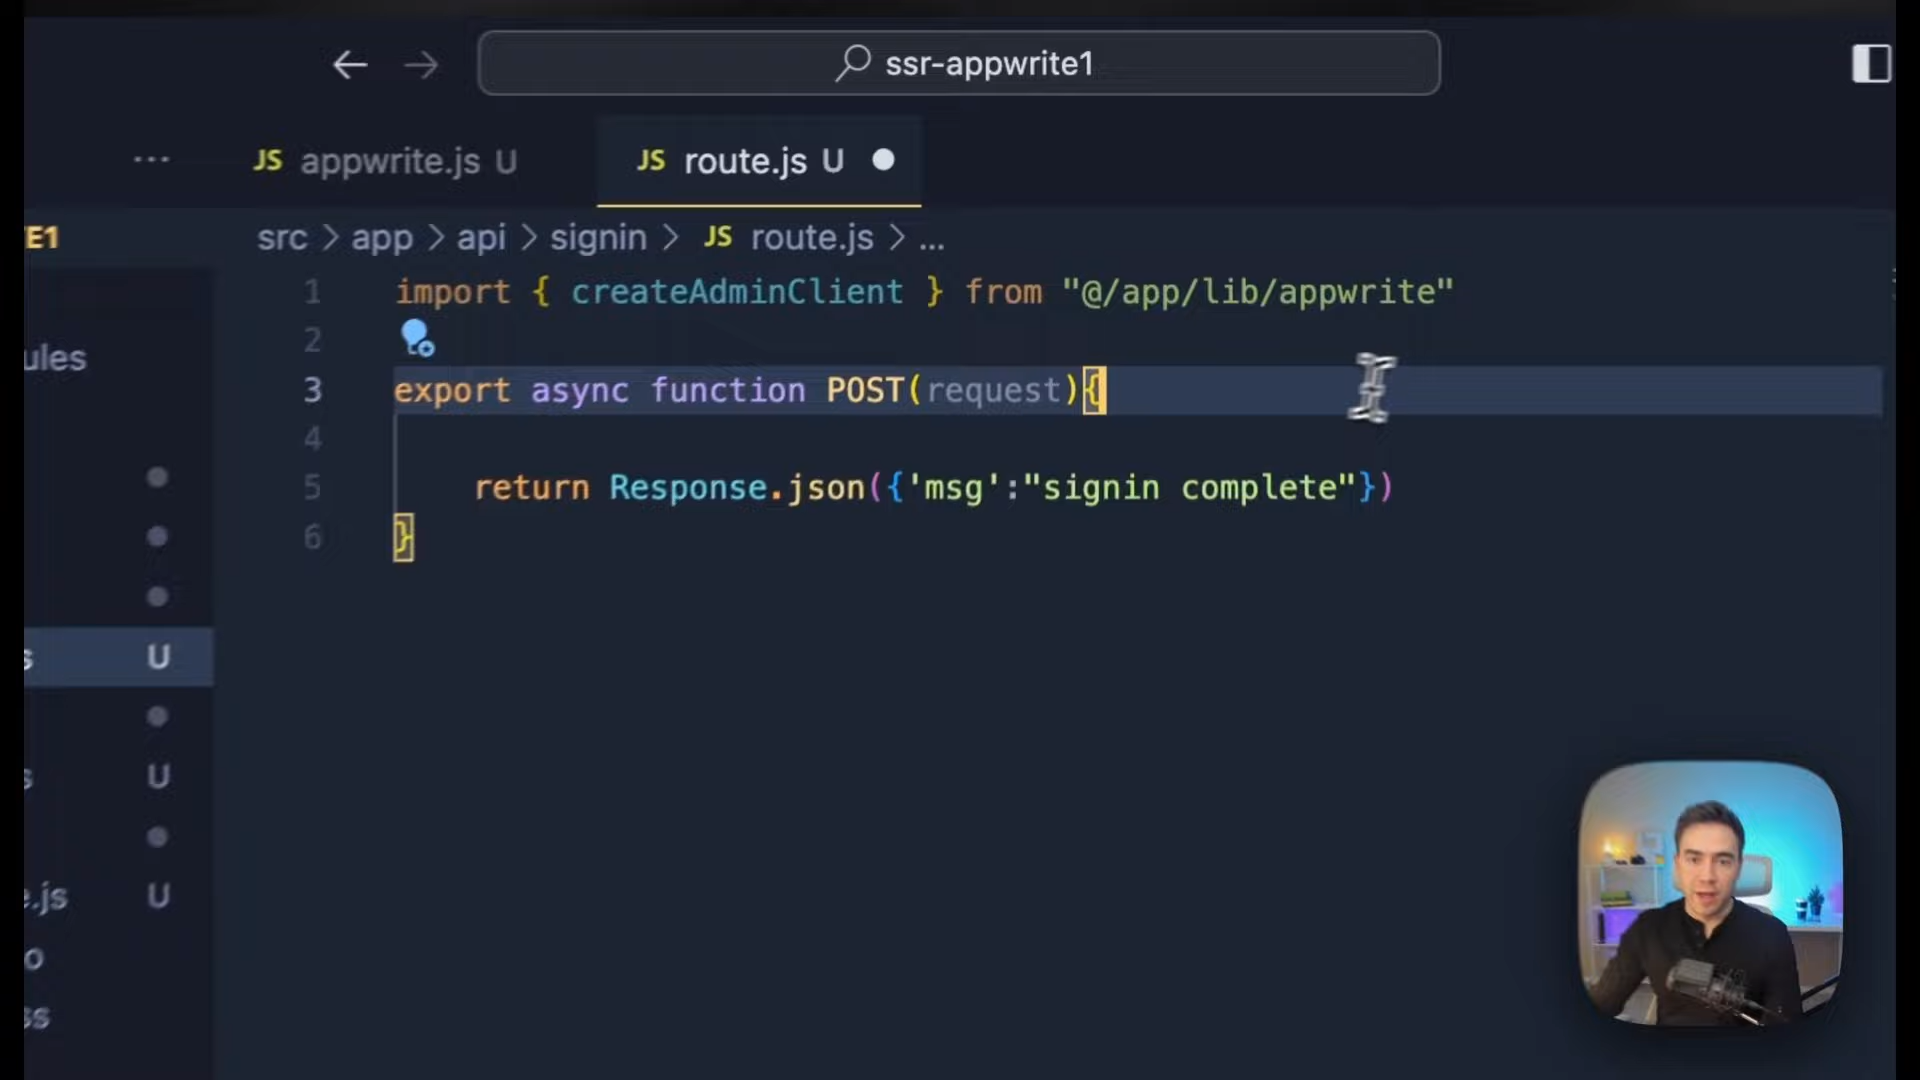 ssr-appwrite1
... JS appwrite.js U JS route.js U
E1 src > app > api > signin > JS route.js > ...
1 import { createAdminClient } from "@/app/lib/appwrite"
2
ules
3 export async function POST(request){
4
5 return Response.json({'msg':"signin complete"})
6 }
s U
s U
e.js U
o
ss